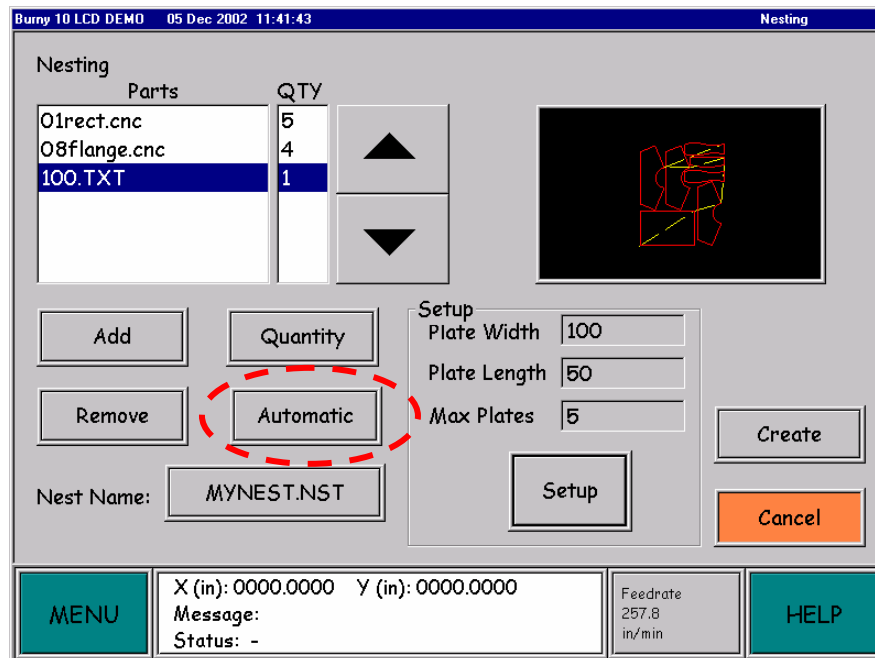 Burny 10 LCD DEMO 05 Dec 2002 11:41:43 Nesting
Nesting
Parts QTY
01rect.cnc 5
08flange.cnc 4
100.TXT 1
Setup
Add Quantity Plate Width 100
Plate Length 50
Remove Automatic Max Plates 5
Create
Nest Name: MYNEST.NST Setup
Cancel
MENU
X (in): 0000.0000 Y (in): 0000.0000
Message:
Status: -
Feedrate
257.8
in/min
HELP